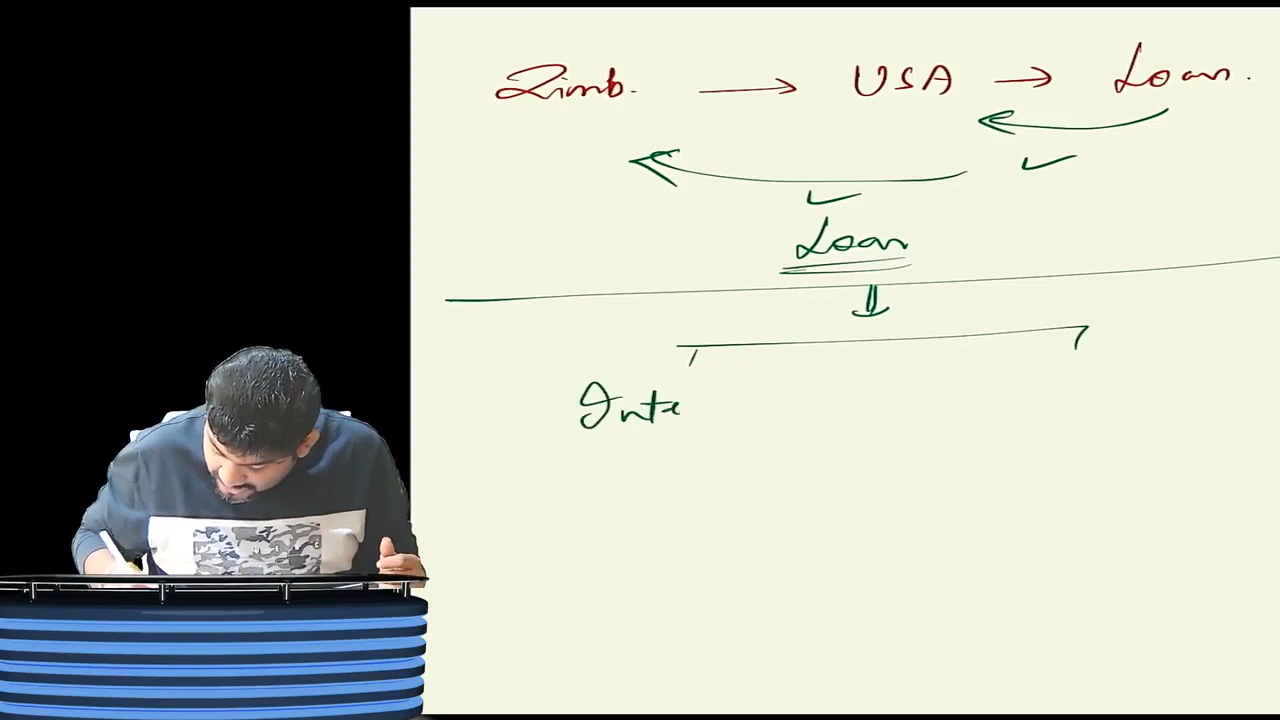 Zimb. → USA → Loan.
Loan
Inte